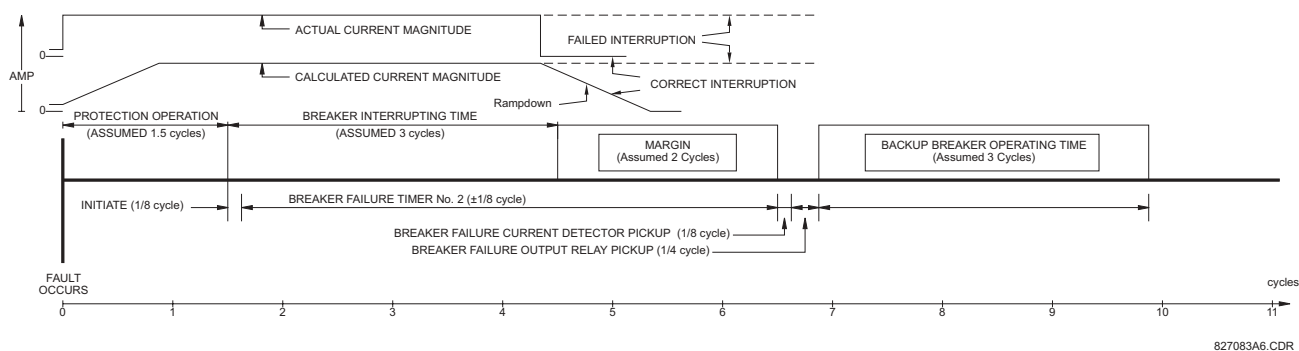 ACTUAL CURRENT MAGNITUDE
FAILED INTERRUPTION
0
AMP
CALCULATED CURRENT MAGNITUDE
CORRECT INTERRUPTION
Rampdown
0
PROTECTION OPERATION
(ASSUMED 1.5 cycles)
BREAKER INTERRUPTING TIME
(ASSUMED 3 cycles)
MARGIN
(Assumed 2 Cycles)
BACKUP BREAKER OPERATING TIME
(Assumed 3 Cycles)
INITIATE (1/8 cycle)
BREAKER FAILURE TIMER No. 2 (±1/8 cycle)
BREAKER FAILURE CURRENT DETECTOR PICKUP (1/8 cycle)
BREAKER FAILURE OUTPUT RELAY PICKUP (1/4 cycle)
FAULT
OCCURS
cycles
0 1 2 3 4 5 6 7 8 9 10 11
827083A6.CDR